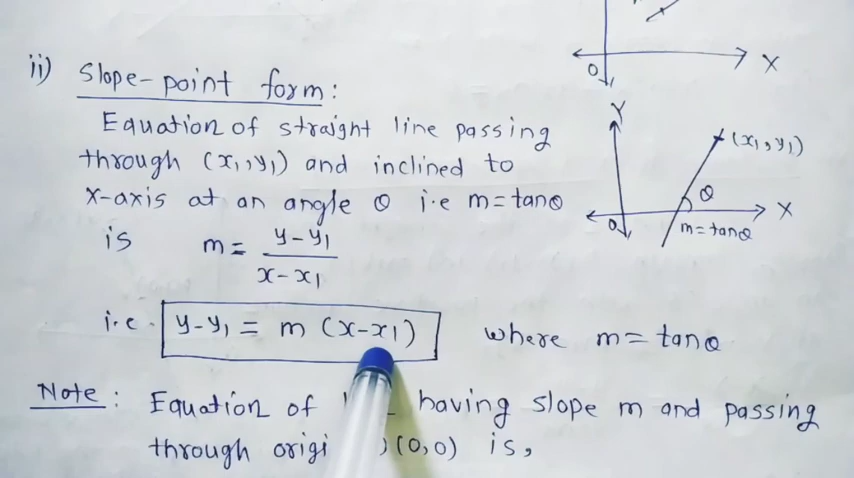 ii) Slope-point form:
Equation of straight line passing
through (x₁,y₁) and inclined to
x-axis at an angle θ i.e m=tanθ
is m = y-y₁ / x-x₁
i.e. y-y₁ = m (x-x₁) where m = tanθ
Note: Equation of having slope m and passing
through (0,0) is,
O X
Y
(x₁,y₁)
θ
O X
m=tanθ